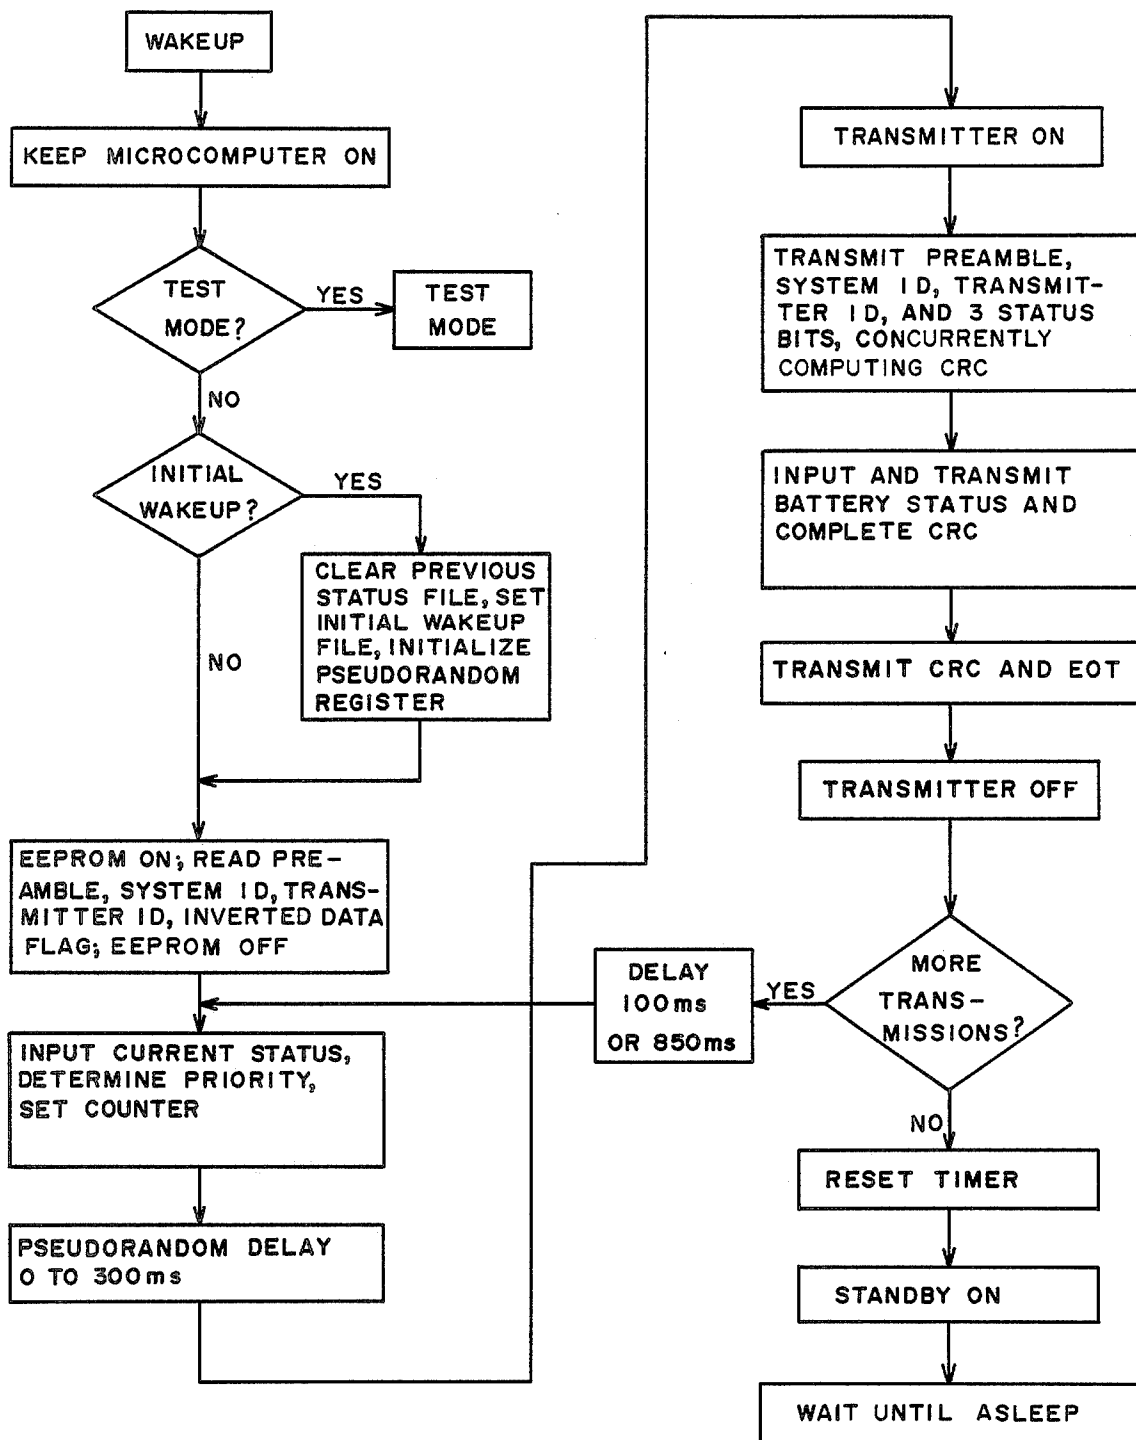 WAKEUP
KEEP MICROCOMPUTER ON
TEST
MODE?
YES
TEST
MODE
NO
INITIAL
WAKEUP?
YES
CLEAR PREVIOUS
STATUS FILE, SET
INITIAL WAKEUP
FILE, INITIALIZE
PSEUDORANDOM
REGISTER
NO
EEPROM ON; READ PRE-
AMBLE, SYSTEM ID, TRANS-
MITTER ID, INVERTED DATA
FLAG; EEPROM OFF
INPUT CURRENT STATUS,
DETERMINE PRIORITY,
SET COUNTER
PSEUDORANDOM DELAY
0 TO 300ms
TRANSMITTER ON
TRANSMIT PREAMBLE,
SYSTEM ID, TRANSMIT-
TER ID, AND 3 STATUS
BITS, CONCURRENTLY
COMPUTING CRC
INPUT AND TRANSMIT
BATTERY STATUS AND
COMPLETE CRC
TRANSMIT CRC AND EOT
TRANSMITTER OFF
MORE
TRANS-
MISSIONS?
YES
DELAY
100ms
OR 850ms
NO
RESET TIMER
STANDBY ON
WAIT UNTIL ASLEEP